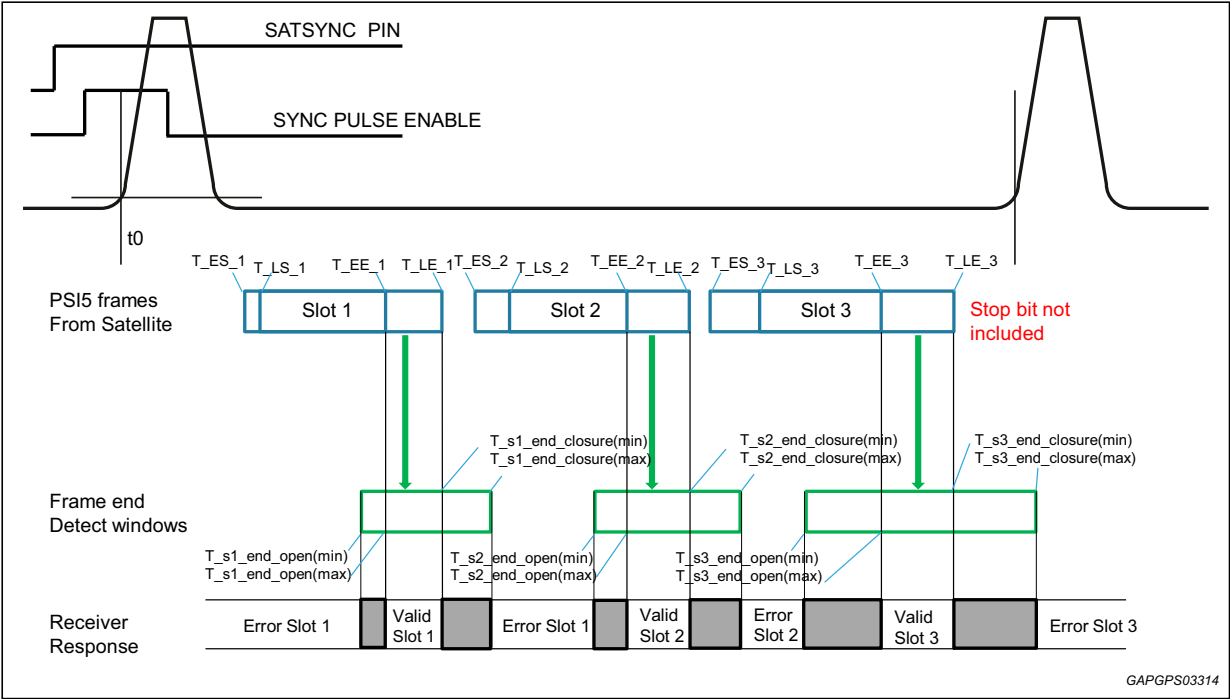 SATSYNC PIN
SYNC PULSE ENABLE
t0
T_ES_1 T_LS_1 T_EE_1 T_LE_1 T_ES_2 T_LS_2 T_EE_2 T_LE_2 T_ES_3 T_LS_3 T_EE_3 T_LE_3
PSI5 frames
From Satellite
Slot 1
Slot 2
Slot 3
Stop bit not
included
T_s1_end_closure(min)
T_s1_end_closure(max)
T_s2_end_closure(min)
T_s2_end_closure(max)
T_s3_end_closure(min)
T_s3_end_closure(max)
Frame end
Detect windows
T_s1_end_open(min)
T_s1_end_open(max)
T_s2_end_open(min)
T_s2_end_open(max)
T_s3_end_open(min)
T_s3_end_open(max)
Receiver
Response
Error Slot 1
Valid
Slot 1
Error Slot 1
Valid
Slot 2
Error
Slot 2
Valid
Slot 3
Error Slot 3
GAPGPS03314